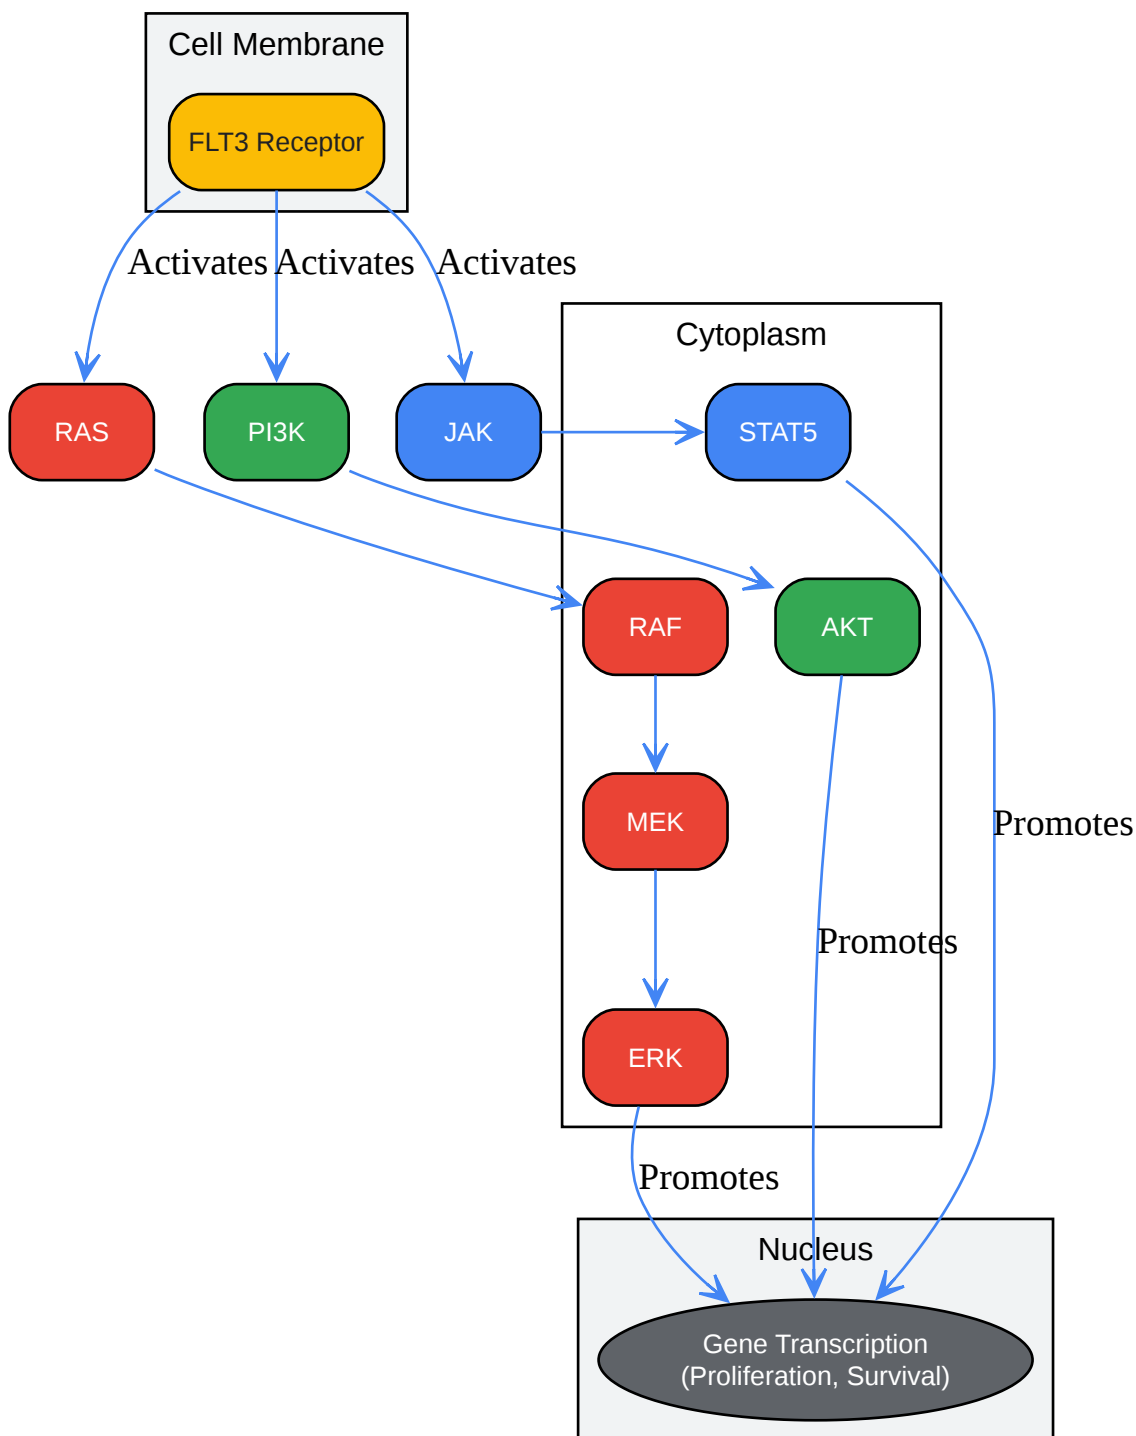 Cell Membrane
FLT3 Receptor
Activates Activates Activates
Cytoplasm
RAS
PI3K
JAK
STAT5
RAF
AKT
MEK
Promotes
Promotes
ERK
Promotes
Nucleus
Gene Transcription
(Proliferation, Survival)